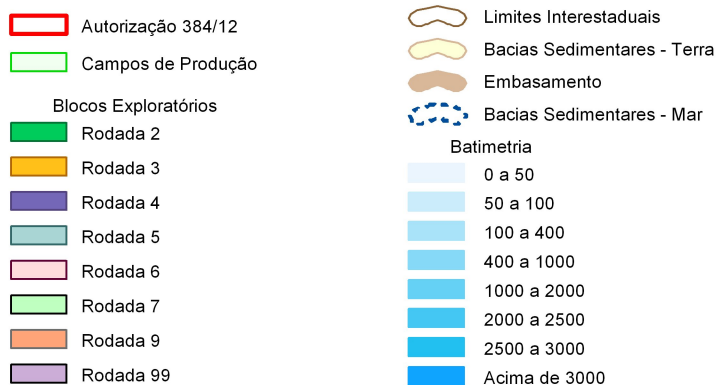 Autorização 384/12
Campos de Produção
Blocos Exploratórios
Rodada 2
Rodada 3
Rodada 4
Rodada 5
Rodada 6
Rodada 7
Rodada 9
Rodada 99
Limites Interestaduais
Bacias Sedimentares - Terra
Embasamento
Bacias Sedimentares - Mar
Batimetria
0 a 50
50 a 100
100 a 400
400 a 1000
1000 a 2000
2000 a 2500
2500 a 3000
Acima de 3000